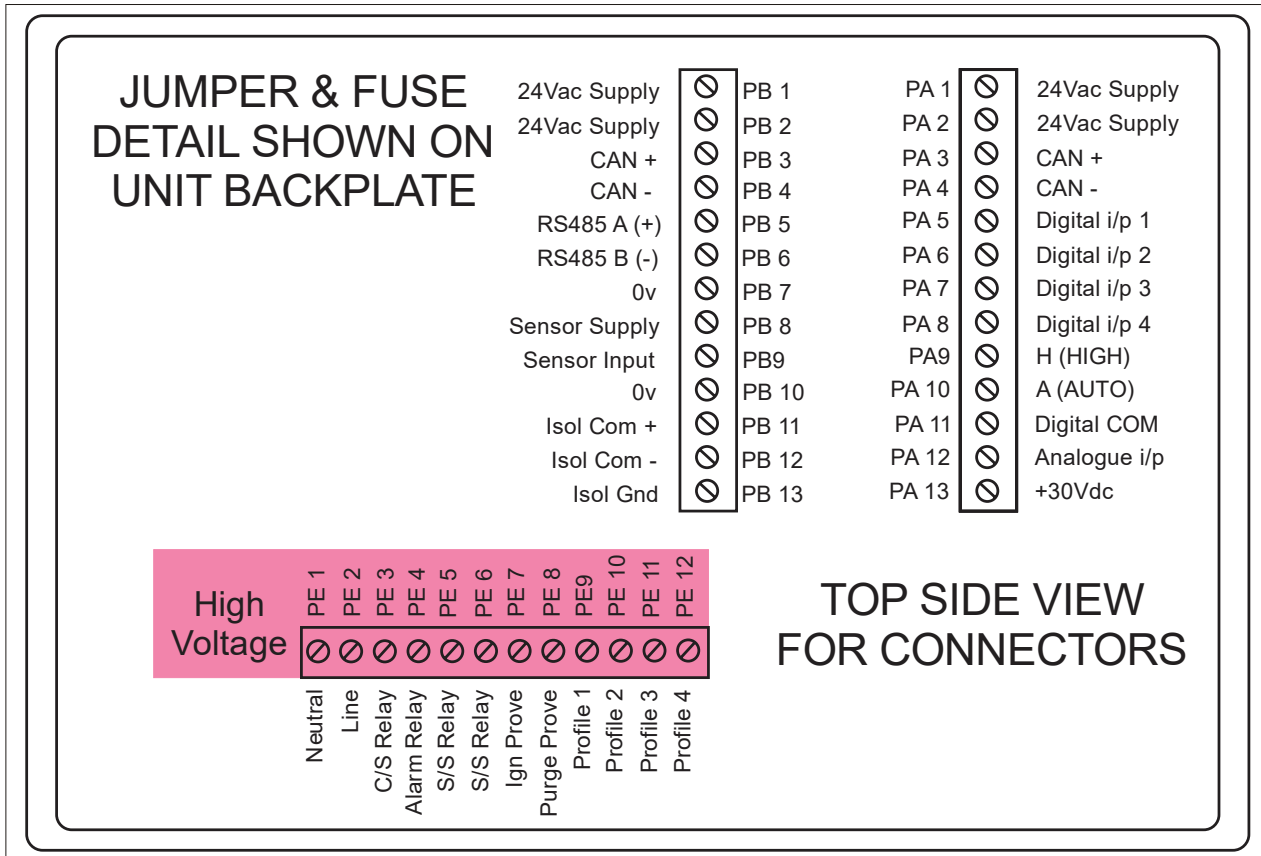 JUMPER & FUSE
DETAIL SHOWN ON
UNIT BACKPLATE
24Vac Supply PB 1
24Vac Supply PB 2
CAN + PB 3
CAN - PB 4
RS485 A (+) PB 5
RS485 B (-) PB 6
0v PB 7
Sensor Supply PB 8
Sensor Input PB9
0v PB 10
Isol Com + PB 11
Isol Com - PB 12
Isol Gnd PB 13
PA 1 24Vac Supply
PA 2 24Vac Supply
PA 3 CAN +
PA 4 CAN -
PA 5 Digital i/p 1
PA 6 Digital i/p 2
PA 7 Digital i/p 3
PA 8 Digital i/p 4
PA9 H (HIGH)
PA 10 A (AUTO)
PA 11 Digital COM
PA 12 Analogue i/p
PA 13 +30Vdc
High
Voltage
PE 1 Neutral
PE 2 Line
PE 3 C/S Relay
PE 4 Alarm Relay
PE 5 S/S Relay
PE 6 S/S Relay
PE 7 Ign Prove
PE 8 Purge Prove
PE9 Profile 1
PE 10 Profile 2
PE 11 Profile 3
PE 12 Profile 4
TOP SIDE VIEW
FOR CONNECTORS